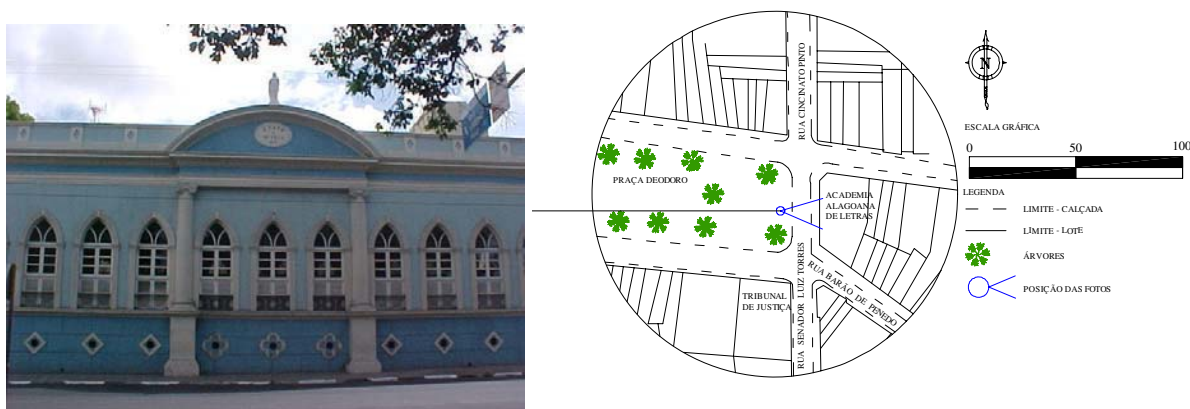 RUA CINCINATO PINTO
PRAÇA DEODORO
ACADEMIA
ALAGOANA
DE LETRAS
RUA SENADOR LUIZ TORRES
RUA BARÃO DE PENEDO
TRIBUNAL
DE JUSTIÇA
N
ESCALA GRÁFICA
0 50 100
LEGENDA
LIMITE - CALÇADA
LIMITE - LOTE
ÁRVORES
POSIÇÃO DAS FOTOS